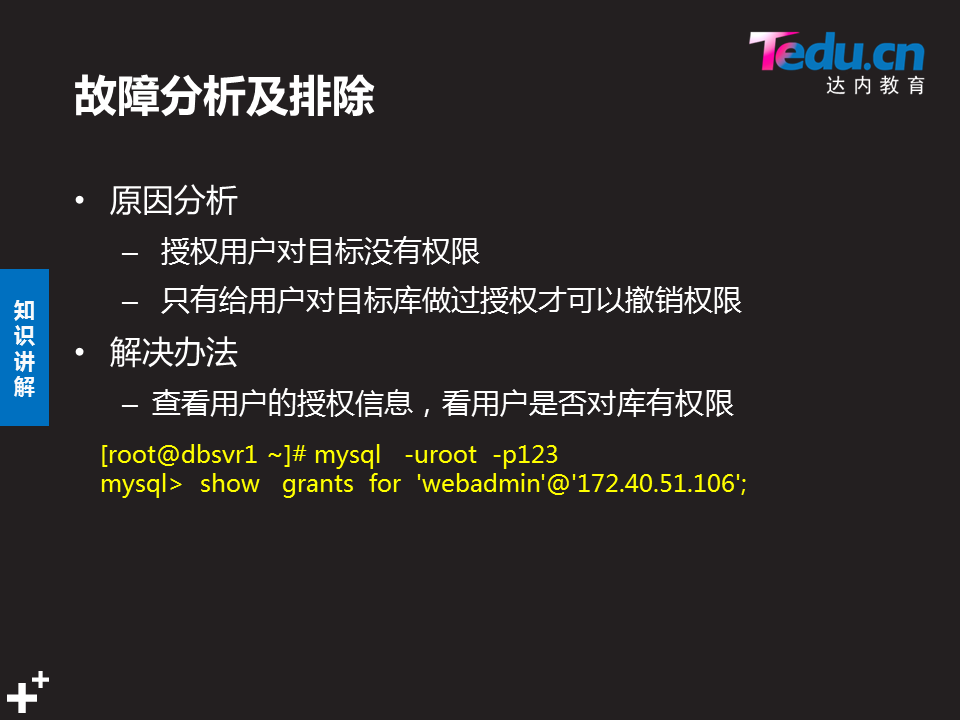 Tedu.cn
达内教育
故障分析及排除
• 原因分析
– 授权用户对目标没有权限
– 只有给用户对目标库做过授权才可以撤销权限
知识讲解
• 解决办法
– 查看用户的授权信息，看用户是否对库有权限
[root@dbsvr1 ~]# mysql -uroot -p123
mysql> show grants for 'webadmin'@'172.40.51.106';